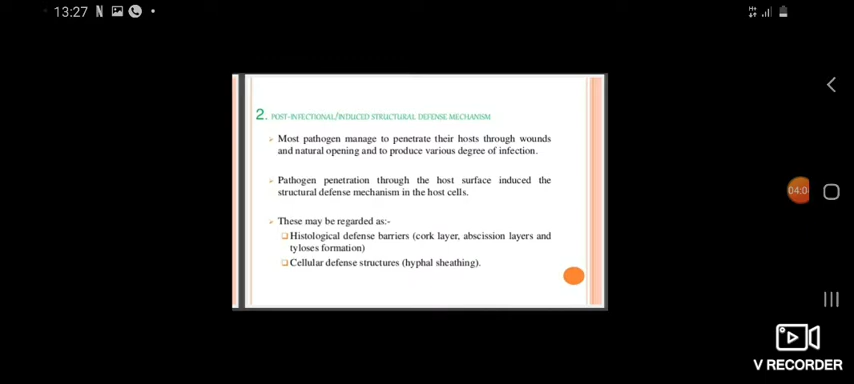 13:27 N
H+
2. POST-INFECTIONAL/INDUCED STRUCTURAL DEFENSE MECHANISM
➢ Most pathogen manage to penetrate their hosts through wounds
and natural opening and to produce various degree of infection.
➢ Pathogen penetration through the host surface induced the
structural defense mechanism in the host cells.
➢ These may be regarded as:-
❑ Histological defense barriers (cork layer, abscission layers and
tyloses formation)
❑ Cellular defense structures (hyphal sheathing).
V RECORDER